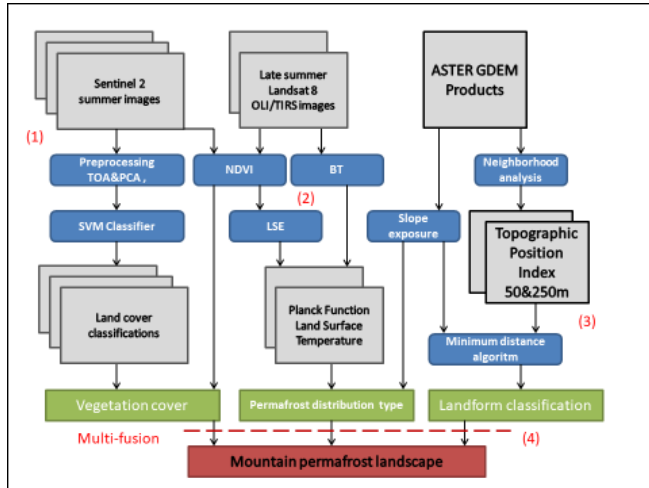 Sentinel 2
summer images
Late summer
Landsat 8
OLI/TIRS images
ASTER GDEM
Products
(1)
Preprocessing
TOA&PCA ,
NDVI
BT
Neighborhood
analysis
(2)
SVM Classifier
LSE
Slope
exposure
Topographic
Position
Index
50&250m
Land cover
classifications
Planck Function
Land Surface
Temperature
(3)
Minimum distance
algoritm
Vegetation cover
Permafrost distribution type
Landform classification
Multi-fusion
(4)
Mountain permafrost landscape